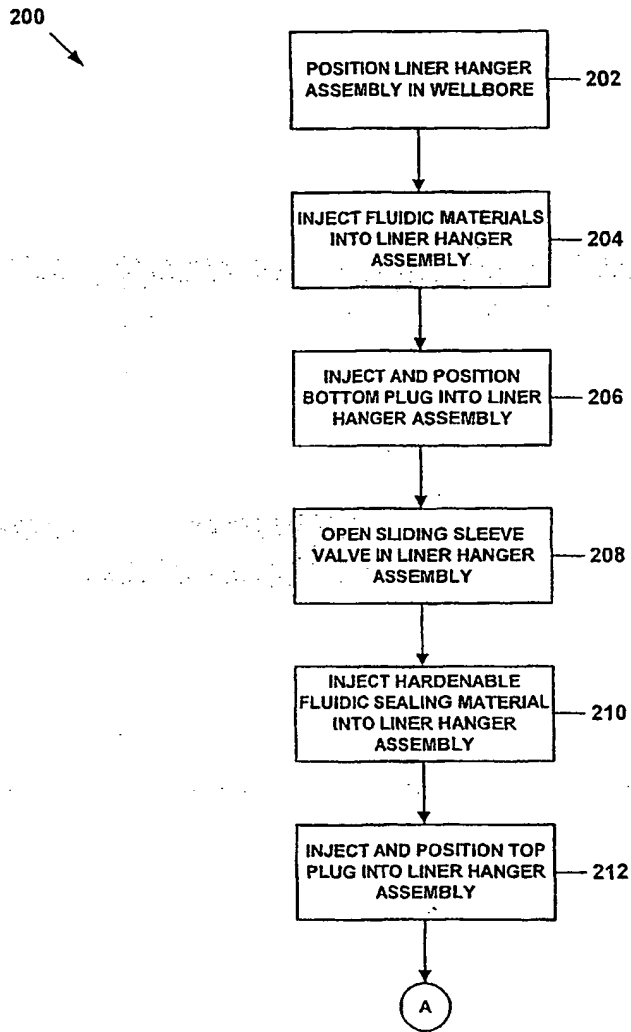 200
POSITION LINER HANGER
ASSEMBLY IN WELLBORE
202
INJECT FLUIDIC MATERIALS
INTO LINER HANGER
ASSEMBLY
204
INJECT AND POSITION
BOTTOM PLUG INTO LINER
HANGER ASSEMBLY
206
OPEN SLIDING SLEEVE
VALVE IN LINER HANGER
ASSEMBLY
208
INJECT HARDENABLE
FLUIDIC SEALING MATERIAL
INTO LINER HANGER
ASSEMBLY
210
INJECT AND POSITION TOP
PLUG INTO LINER HANGER
ASSEMBLY
212
A